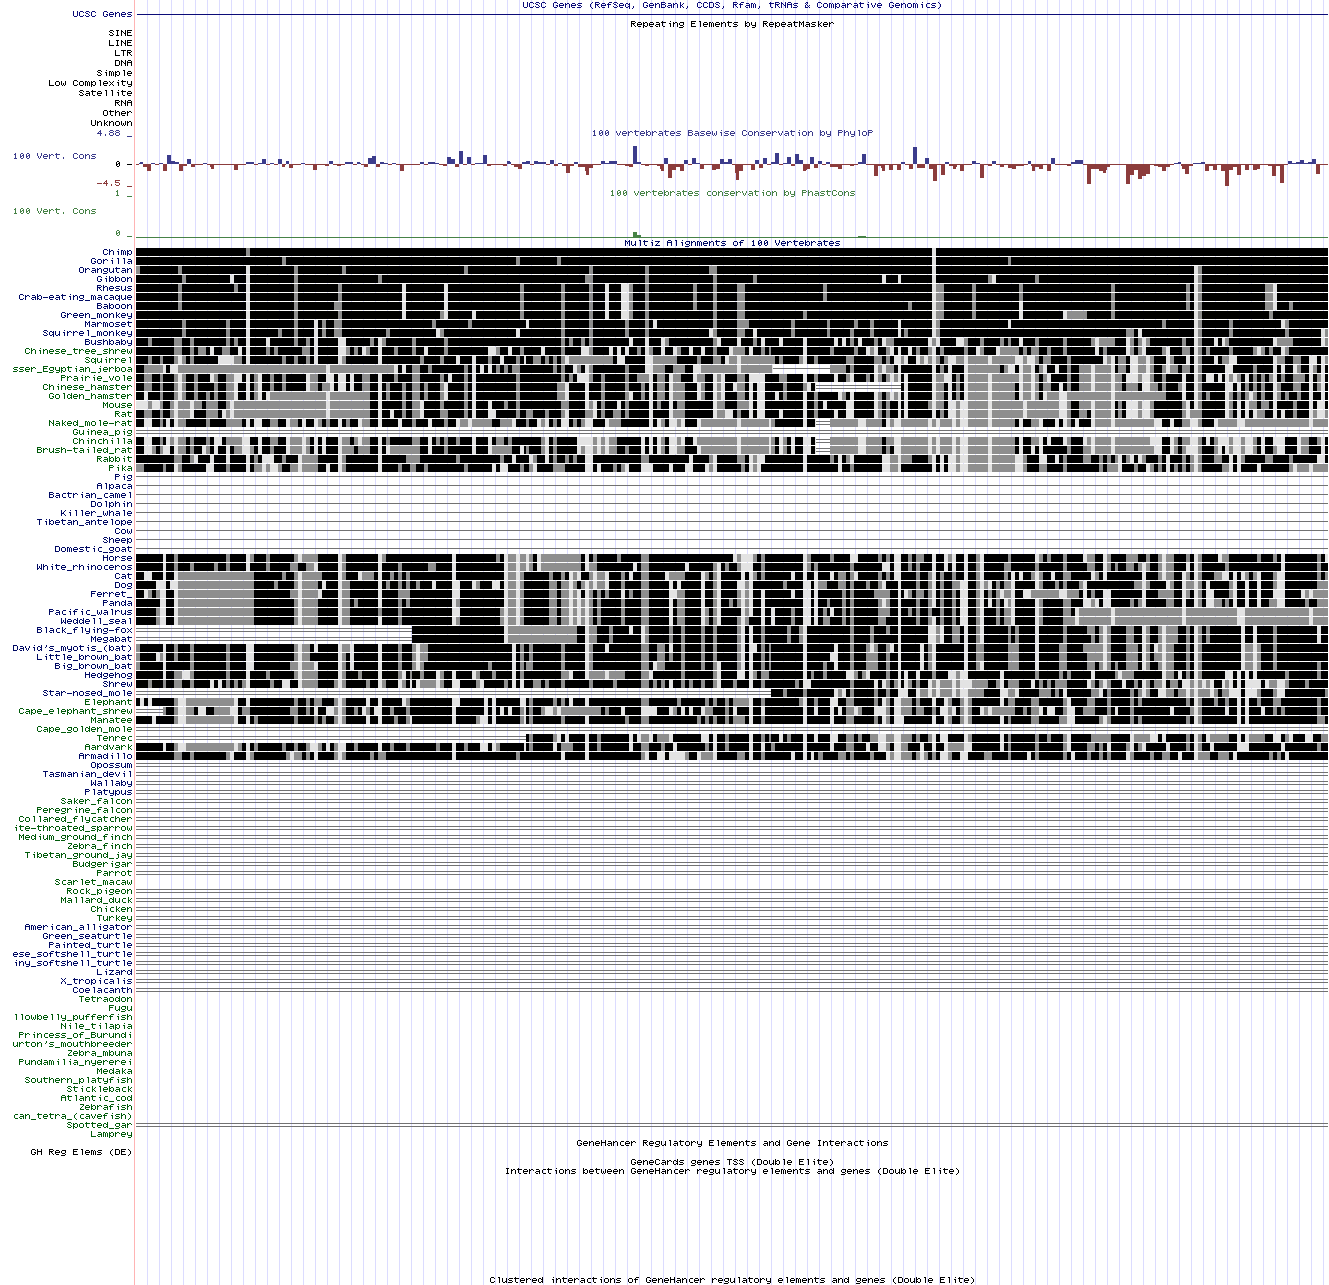 UCSC Genes (RefSeq, GenBank, CCDS, Rfam, tRNAs & Comparative Genomics)
UCSC Genes
Repeating Elements by RepeatMasker
SINE
LINE
LTR
DNA
Simple
Low Complexity
Satellite
RNA
Other
Unknown
4.88 _
100 vertebrates Basewise Conservation by PhyloP
100 Vert. Cons
0 -
-4.5 _
100 vertebrates conservation by PhastCons
1 _
100 Vert. Cons
0 _
Multiz Alignments of 100 Vertebrates
Chimp
Gorilla
Orangutan
Gibbon
Rhesus
Crab-eating_macaque
Baboon
Green_monkey
Marmoset
Squirrel_monkey
Bushbaby
Chinese_tree_shrew
Squirrel
sser_Egyptian_jerboa
Prairie_vole
Chinese_hamster
Golden_hamster
Mouse
Rat
Naked_mole-rat
Guinea_pig
Chinchilla
Brush-tailed_rat
Rabbit
Pika
Pig
Alpaca
Bactrian_camel
Dolphin
Killer_whale
Tibetan_antelope
Cow
Sheep
Domestic_goat
Horse
White_rhinoceros
Cat
Dog
Ferret_
Panda
Pacific_walrus
Weddell_seal
Black_flying-fox
Megabat
David's_myotis_(bat)
Little_brown_bat
Big_brown_bat
Hedgehog
Shrew
Star-nosed_mole
Elephant
Cape_elephant_shrew
Manatee
Cape_golden_mole
Tenrec
Aardvark
Armadillo
Opossum
Tasmanian_devil
Wallaby
Platypus
Saker_falcon
Peregrine_falcon
Collared_flycatcher
ite-throated_sparrow
Medium_ground_finch
Zebra_finch
Tibetan_ground_jay
Budgerigar
Parrot
Scarlet_macaw
Rock_pigeon
Mallard_duck
Chicken
Turkey
American_alligator
Green_seaturtle
Painted_turtle
ese_softshell_turtle
iny_softshell_turtle
Lizard
X_tropicalis
Coelacanth
Tetraodon
Fugu
llowbelly_pufferfish
Nile_tilapia
Princess_of_Burundi
urton's_mouthbreeder
Zebra_mbuna
Pundamilia_nyererei
Medaka
Southern_platyfish
Stickleback
Atlantic_cod
Zebrafish
can_tetra_(cavefish)
Spotted_gar
Lamprey
GeneHancer Regulatory Elements and Gene Interactions
GH Reg Elems (DE)
GeneCards genes TSS (Double Elite)
Interactions between GeneHancer regulatory elements and genes (Double Elite)
Clustered interactions of GeneHancer regulatory elements and genes (Double Elite)